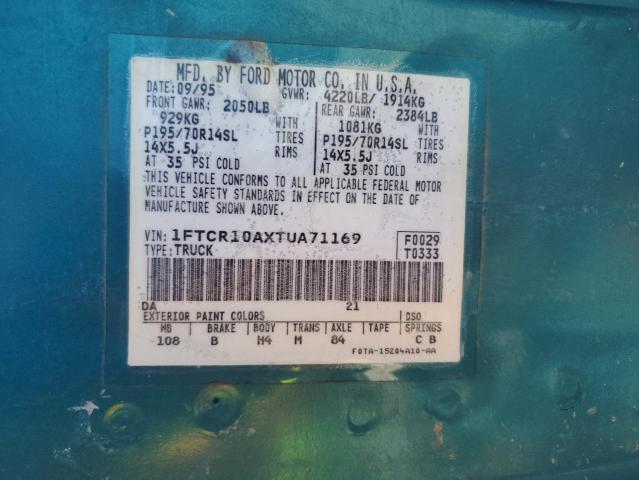 MFD. BY FORD MOTOR CO. IN U.S.A.
DATE: 09/95 GVWR: 4220LB/ 1914KG
FRONT GAWR: 2050LB REAR GAWR: 2384LB
929KG 1081KG
P195/70R14SL TIRES P195/70R14SL TIRES
14X5.5J RIMS 14X5.5J RIMS
AT 35 PSI COLD AT 35 PSI COLD
THIS VEHICLE CONFORMS TO ALL APPLICABLE FEDERAL MOTOR
VEHICLE SAFETY STANDARDS IN EFFECT ON THE DATE OF
MANUFACTURE SHOWN ABOVE.
VIN: 1FTCR10AXTUA71169 F0029
TYPE: TRUCK T0333
DA 21
EXTERIOR PAINT COLORS DSO
WB BRAKE BODY TRANS AXLE TAPE SPRINGS
108 B H4 M 84 C B
F0TA-15204A10-AA